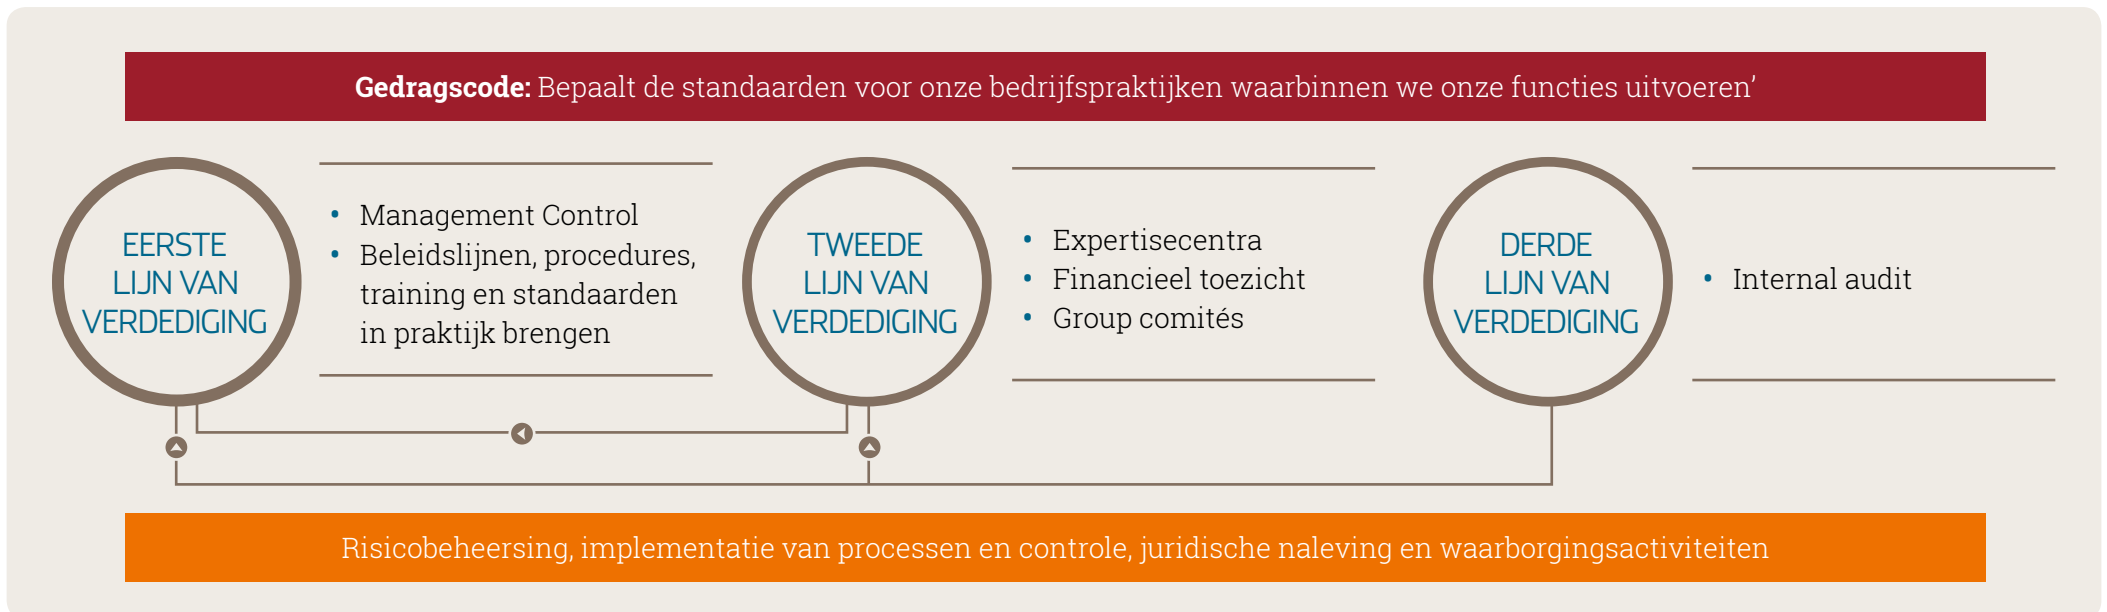 Gedragscode: Bepaalt de standaarden voor onze bedrijfspraktijken waarbinnen we onze functies uitvoeren’
EERSTE
LIJN VAN
VERDEDIGING
• Management Control
• Beleidslijnen, procedures,
training en standaarden
in praktijk brengen
TWEEDE
LIJN VAN
VERDEDIGING
• Expertisecentra
• Financieel toezicht
• Group comités
DERDE
LIJN VAN
VERDEDIGING
• Internal audit
Risicobeheersing, implementatie van processen en controle, juridische naleving en waarborgingsactiviteiten